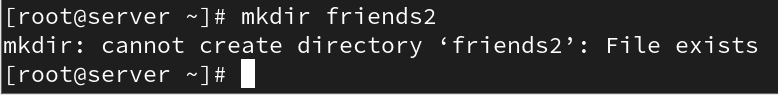 [root@server ~]# mkdir friends2
mkdir: cannot create directory ‘friends2’: File exists
[root@server ~]#